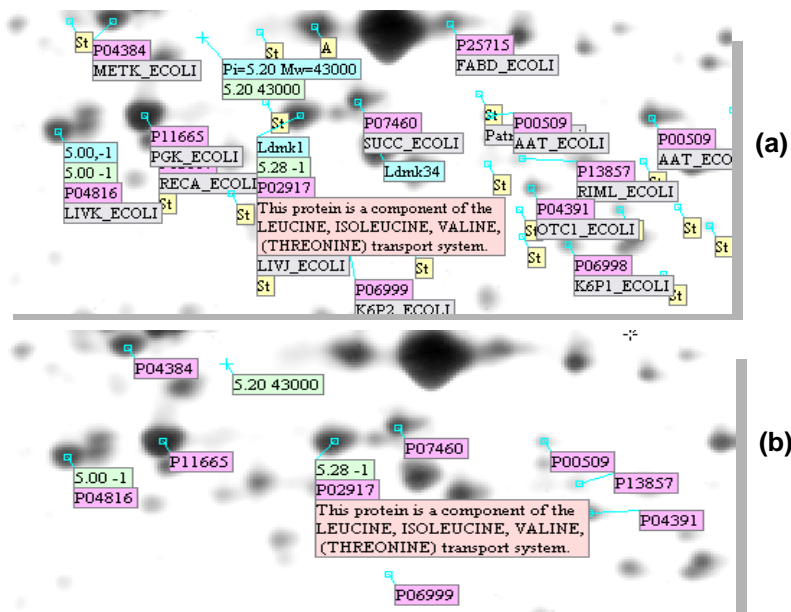 St
P04384
METK_ECOLI
St
A
Pi=5.20 Mw=43000
5.20 43000
P25715
FABD_ECOLI
(a)
5.00,-1
5.00 -1
P04816
LIVK_ECOLI
P11665
PGK_ECOLI
RECA_ECOLI
St
St
St
Ldmk1
5.28 -1
P02917
This protein is a component of the
LEUCINE, ISOLEUCINE, VALINE,
(THREONINE) transport system.
LIVJ_ECOLI
St
P07460
SUCC_ECOLI
Ldmk34
St
P06999
K6P2_ECOLI
St
P00509
AAT_ECOLI
St
P13857
RIML_ECOLI
St
P04391
OTC1_ECOLI
St
P06998
K6P1_ECOLI
St
P00509
AAT_ECO
St
St
St
P04384
5.20 43000
(b)
P11665
5.00 -1
P04816
5.28 -1
P02917
This protein is a component of the
LEUCINE, ISOLEUCINE, VALINE,
(THREONINE) transport system.
P07460
P00509
P13857
P04391
P06999